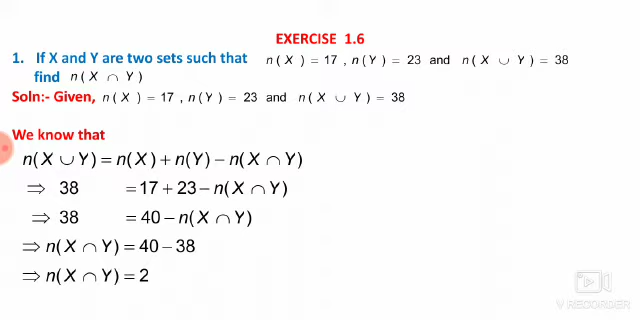 EXERCISE 1.6
1. If X and Y are two sets such that n ( X ) = 17 , n ( Y ) = 23 and n ( X ∪ Y ) = 38
find n ( X ∩ Y )
Soln:- Given, n ( X ) = 17 , n ( Y ) = 23 and n ( X ∪ Y ) = 38
We know that
n(X ∪ Y) = n(X) + n(Y) − n(X ∩ Y)
⇒ 38 = 17 + 23 − n(X ∩ Y)
⇒ 38 = 40 − n(X ∩ Y)
⇒ n(X ∩ Y) = 40 − 38
⇒ n(X ∩ Y) = 2
V RECORDER